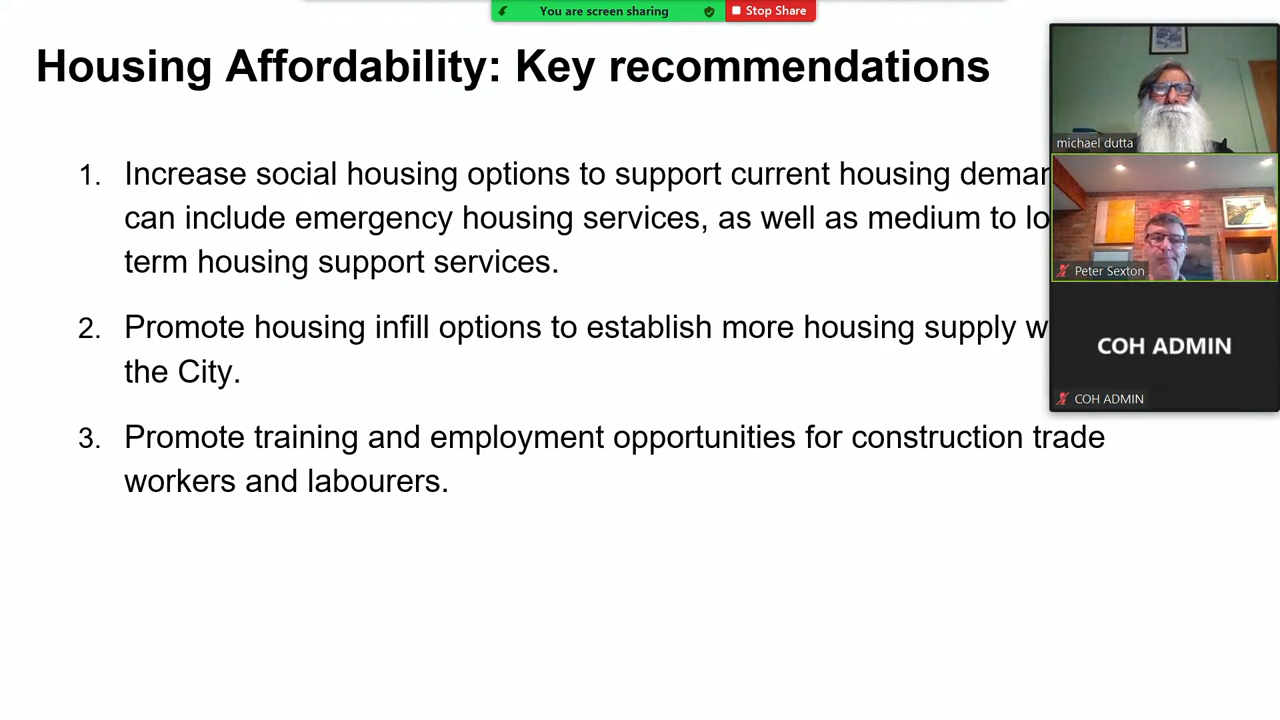 You are screen sharing
Stop Share
Housing Affordability: Key recommendations
1. Increase social housing options to support current housing
can include emergency housing services, as well as medium to
term housing support services.
2. Promote housing infill options to establish more housing supply
the City.
3. Promote training and employment opportunities for construction trade
workers and labourers.
michael dutta
Peter Sexton
COH ADMIN
COH ADMIN